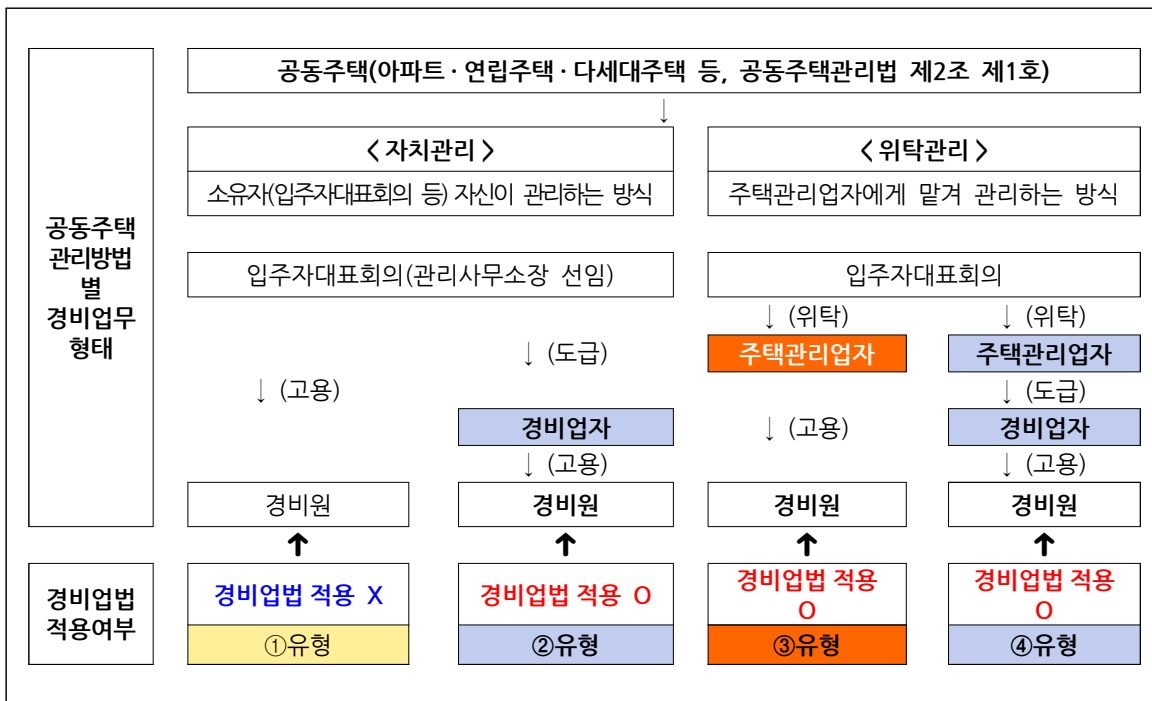 공동주택(아파트 · 연립주택 · 다세대주택 등, 공동주택관리법 제2조 제1호)
↓
공동주택
관리방법
별
경비업무
형태
< 자치관리 >
소유자(입주자대표회의 등) 자신이 관리하는 방식
< 위탁관리 >
주택관리업자에게 맡겨 관리하는 방식
입주자대표회의(관리사무소장 선임)
입주자대표회의
↓ (고용)
경비원
↓ (도급)
경비업자
↓ (고용)
경비원
↓ (위탁)
주택관리업자
↓ (고용)
경비원
↓ (위탁)
주택관리업자
↓ (도급)
경비업자
↓ (고용)
경비원
↑ ↑ ↑ ↑
경비업법
적용여부
경비업법 적용 X
①유형
경비업법 적용 O
②유형
경비업법 적용
O
③유형
경비업법 적용
O
④유형